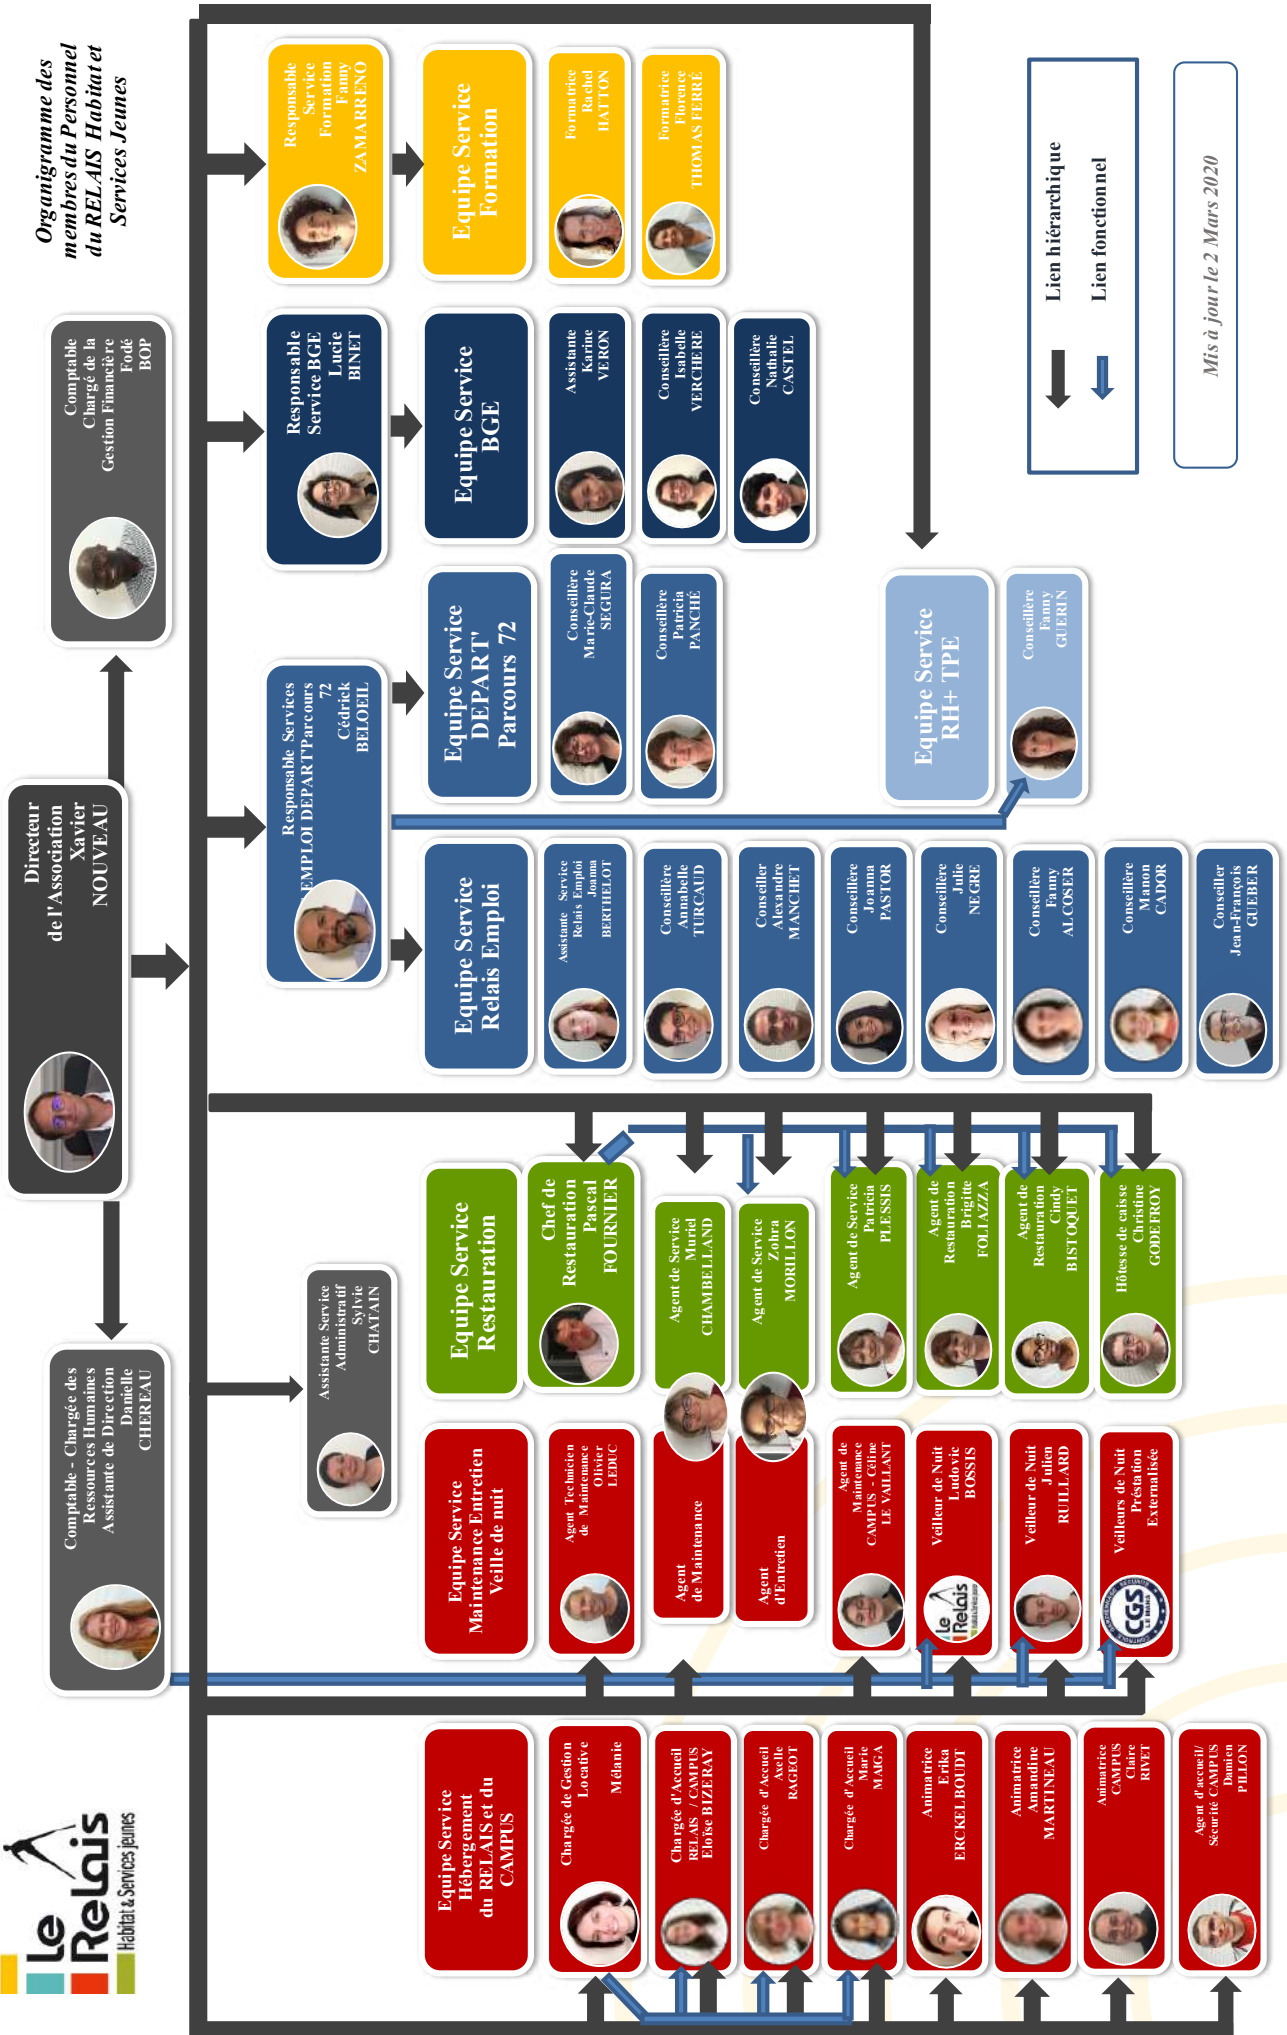 Le
Relais
Habitat & Services jeunes
Directeur
de l'Association
Xavier
NOUVEAU
Organigramme des
membres du Personnel
du RELAIS Habitat et
Services Jeunes
Comptable - Chargée des
Ressources Humaines
Assistante de Direction
Danielle
CHEREAU
Comptable
Chargé de la
Gestion Financière
Fodé
BOP
Assistante Service
Administratif
Sylvie
CHATAIN
Responsable Services
EMPLOI DEPART'Parcours
72
Cédrick
BELOEIL
Responsable
Service BGE
Lucie
BINET
Responsable
Service
Formation
Fanny
ZAMARRENO
Equipe Service
Hébergement
du RELAIS et du
CAMPUS
Chargée de Gestion
Locative
Mélanie
Chargée d'Accueil
RELAIS / CAMPUS
Eloïse BIZERAY
Chargée d'Accueil
Axelle
RAGEOT
Chargée d'Accueil
Marie
MAIGA
Animatrice
Erika
ERCKELBOUDT
Animatrice
Amandine
MARTINEAU
Animatrice
CAMPUS
Claire
RIVET
Agent d'accueil/
Sécurité CAMPUS
Damien
PILLON
Equipe Service
Maintenance Entretien
Veille de nuit
Agent Technicien
de Maintenance
Olivier
LEDUC
Agent
de Maintenance
Agent
d'Entretien
Agent de
Maintenance
CAMPUS - Céline
LE VAILLANT
Le
Relais
Veilleur de Nuit
Ludovic
BOSSIS
Veilleur de Nuit
Julien
RUILLARD
CGS
LE MANS
Veilleurs de Nuit
Préstation
Externalisée
Equipe Service
Restauration
Chef de
Restauration
Pascal
FOURNIER
Agent de Service
Muriel
CHAMBELLAND
Agent de Service
Zohra
MORILLON
Agent de Service
Patricia
PLESSIS
Agent de
Restauration
Brigitte
FOLIAZZA
Agent de
Restauration
Cindy
BISTOQUET
Hôtesse de caisse
Christine
GODEFROY
Equipe Service
Relais Emploi
Assistante Service
Relais Emploi
Joanna
BERTHELOT
Conseillère
Annabelle
TURCAUD
Conseiller
Alexandre
MANCHET
Conseillère
Joanna
PASTOR
Conseillère
Julie
NEGRE
Conseillère
Fanny
ALCOSER
Conseillère
Manon
CADOR
Conseiller
Jean-François
GUEBER
Equipe Service
DEPART'
Parcours 72
Conseillère
Marie-Claude
SEGURA
Conseillère
Patricia
PANCHÉ
Equipe Service
RH+ TPE
Conseillère
Fanny
GUERIN
Equipe Service
BGE
Assistante
Karine
VERON
Conseillère
Isabelle
VERCHERE
Conseillère
Nathalie
CASTEL
Equipe Service
Formation
Formatrice
Rachel
HATTON
Formatrice
Florence
THOMAS FERRÉ
Lien hiérarchique
Lien fonctionnel
Mis à jour le 2 Mars 2020